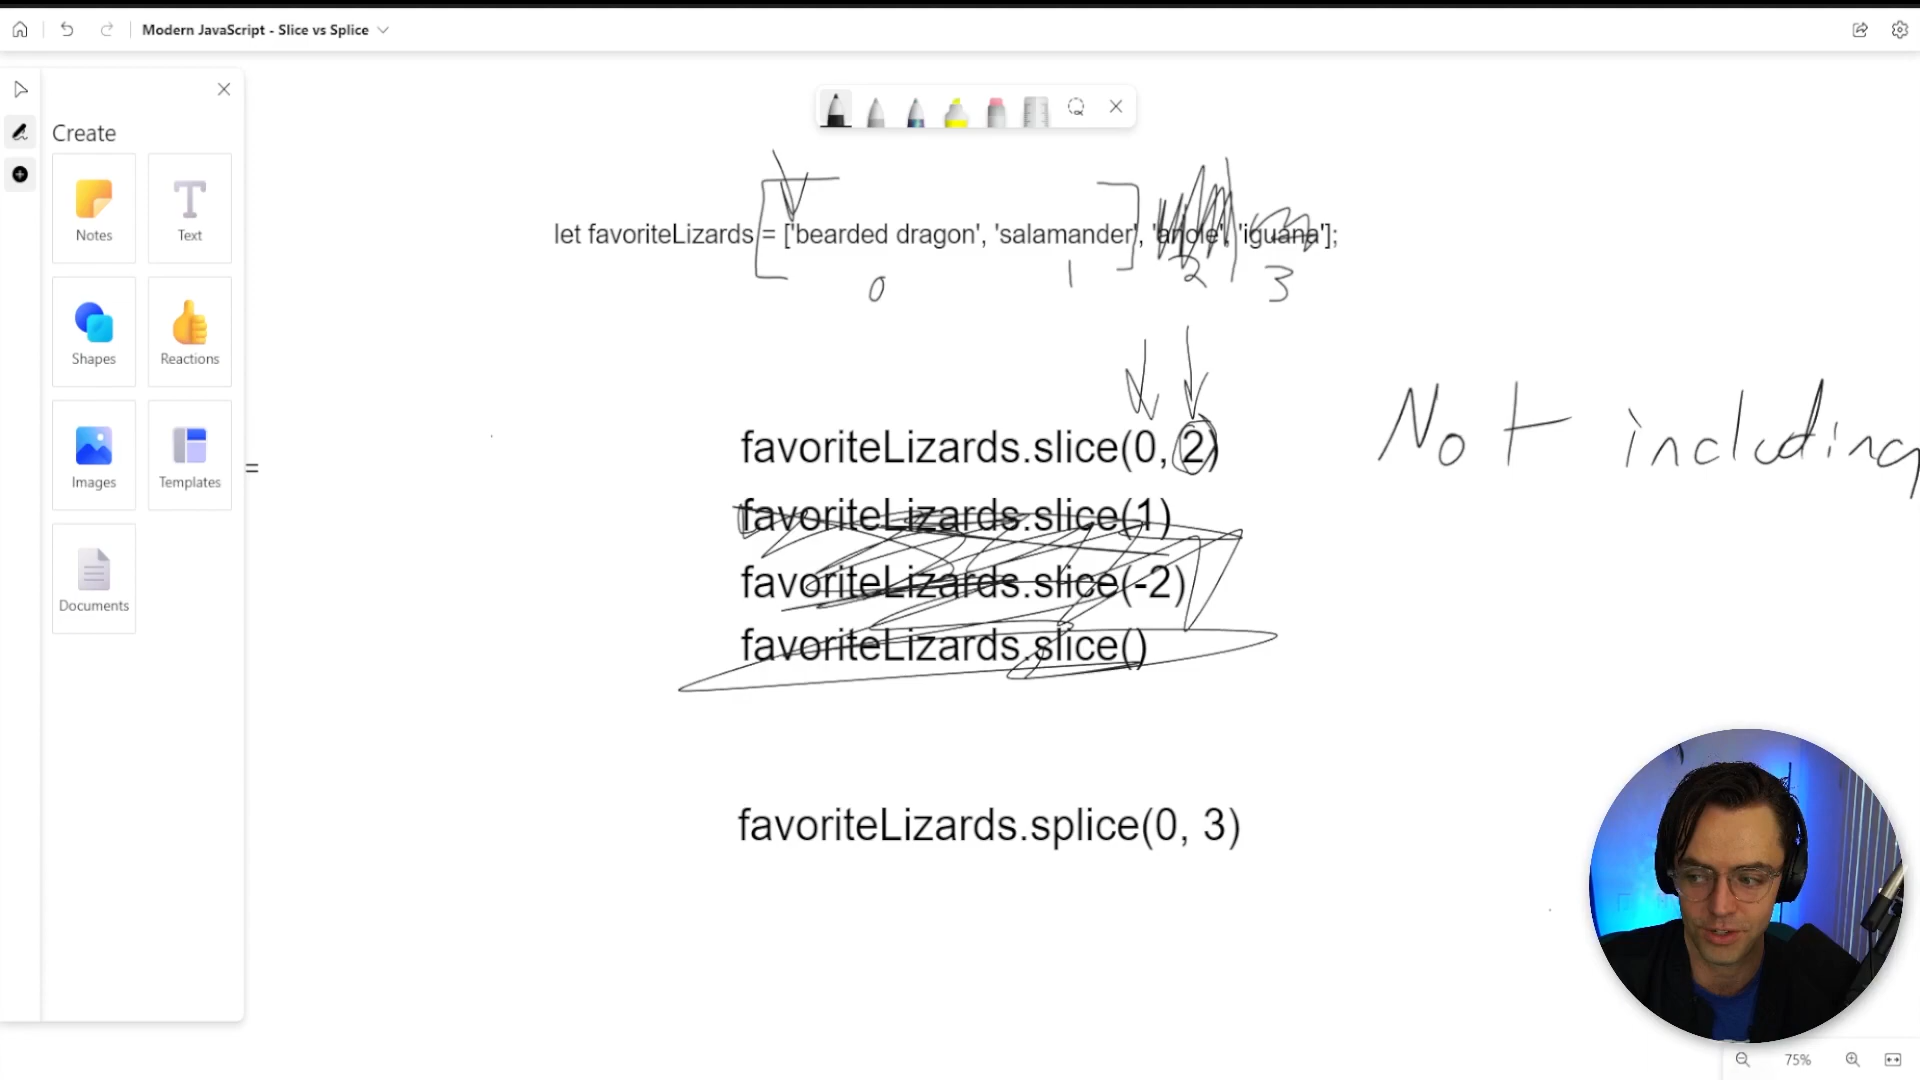 Modern JavaScript - Slice vs Splice
Create
Notes
Text
Shapes
Reactions
Images
Templates
Documents
=
let favoriteLizards = ['bearded dragon', 'salamander', 'anole', 'iguana'];
0 1 2 3
favoriteLizards.slice(0, 2)
Not including
favoriteLizards.slice(1)
favoriteLizards.slice(-2)
favoriteLizards.slice()
favoriteLizards.splice(0, 3)
75%